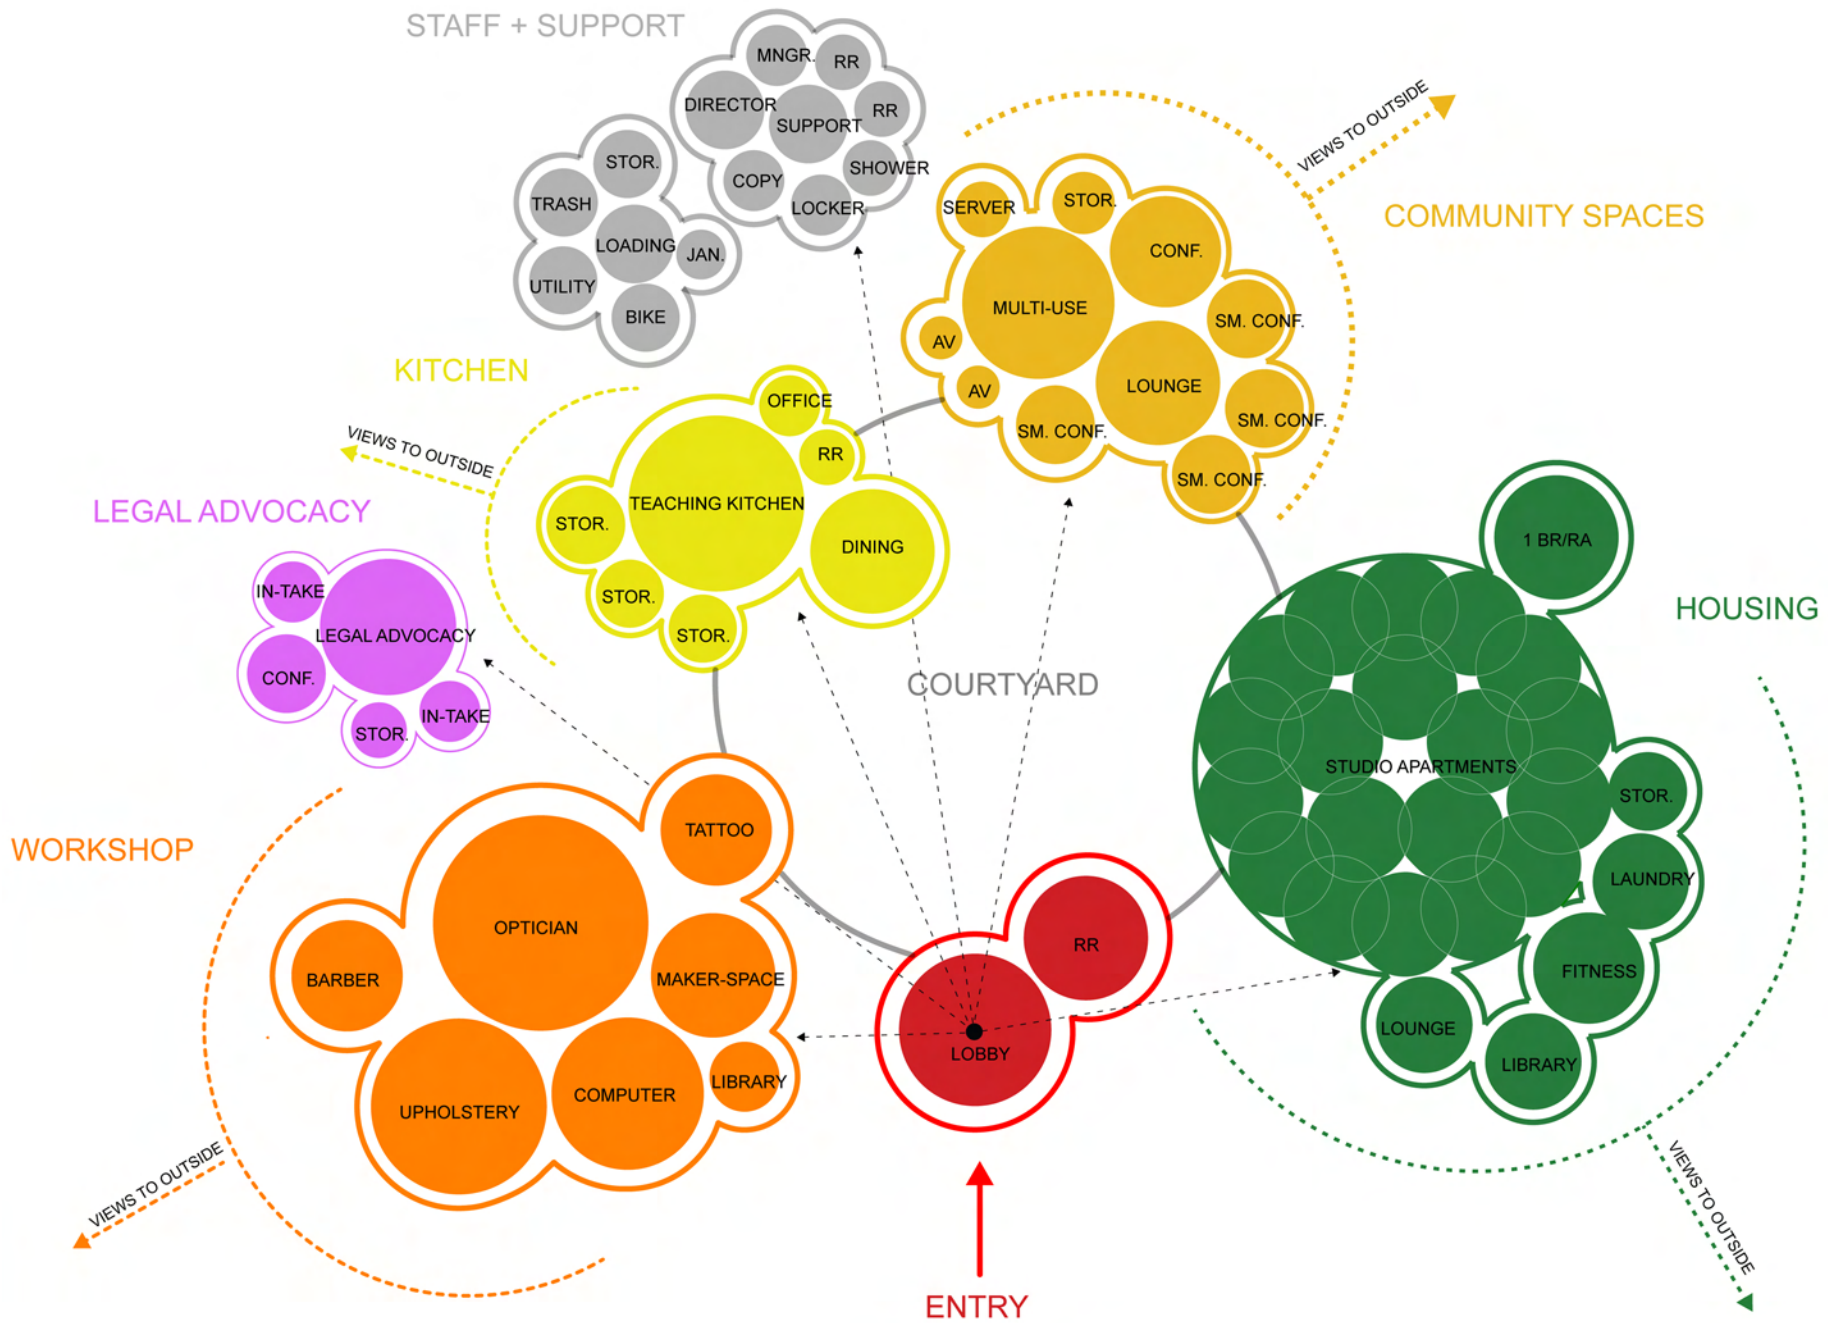 STAFF + SUPPORT
MNGR.
RR
DIRECTOR
SUPPORT
RR
COPY
SHOWER
LOCKER
STOR.
TRASH
LOADING
JAN.
UTILITY
BIKE
VIEWS TO OUTSIDE
COMMUNITY SPACES
SERVER
STOR.
CONF.
MULTI-USE
SM. CONF.
AV
AV
LOUNGE
SM. CONF.
SM. CONF.
SM. CONF.
KITCHEN
VIEWS TO OUTSIDE
OFFICE
RR
TEACHING KITCHEN
STOR.
DINING
STOR.
STOR.
LEGAL ADVOCACY
IN-TAKE
LEGAL ADVOCACY
CONF.
IN-TAKE
STOR.
COURTYARD
HOUSING
1 BR/RA
STUDIO APARTMENTS
STOR.
LAUNDRY
FITNESS
LOUNGE
LIBRARY
VIEWS TO OUTSIDE
WORKSHOP
TATTOO
OPTICIAN
BARBER
MAKER-SPACE
LIBRARY
COMPUTER
UPHOLSTERY
VIEWS TO OUTSIDE
RR
LOBBY
ENTRY